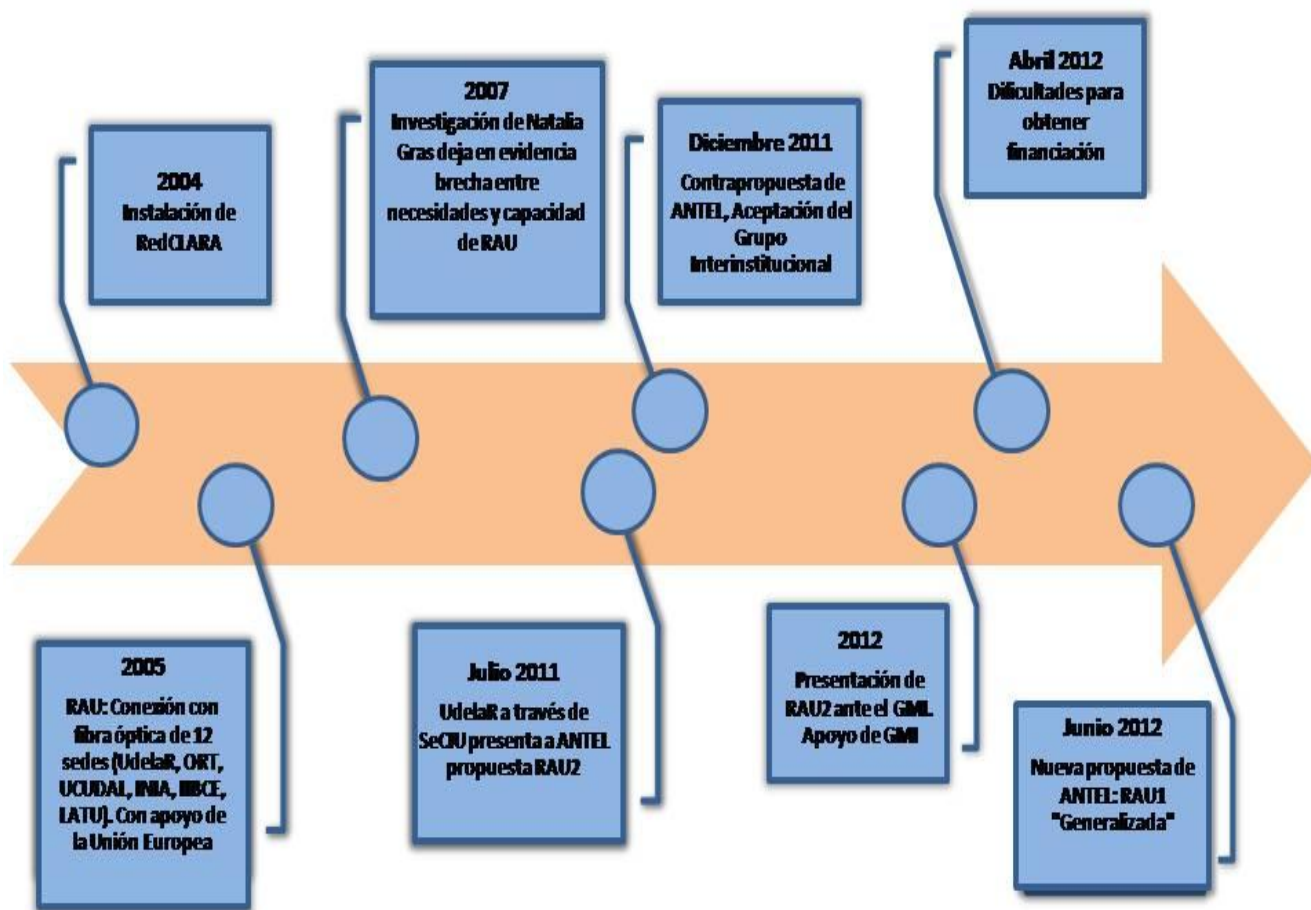 2004
Instalación de
RedCLARA
2005
RAU: Conexión con
fibra óptica de 12
sedes (UdelaR, ORT,
UCUDAL, INIA, IIBCE,
LATU). Con apoyo de
la Unión Europea
2007
Investigación de Natalia
Gras deja en evidencia
brecha entre
necesidades y capacidad
de RAU
Julio 2011
UdelaR a través de
SeCIU presenta a ANTEL
propuesta RAU2
Diciembre 2011
Contrapropuesta de
ANTEL, Aceptación del
Grupo
Interinstitucional
2012
Presentación de
RAU2 ante el GMI.
Apoyo de GMI
Abril 2012
Dificultades para
obtener
financiación
Junio 2012
Nueva propuesta de
ANTEL: RAU1
"Generalizada"